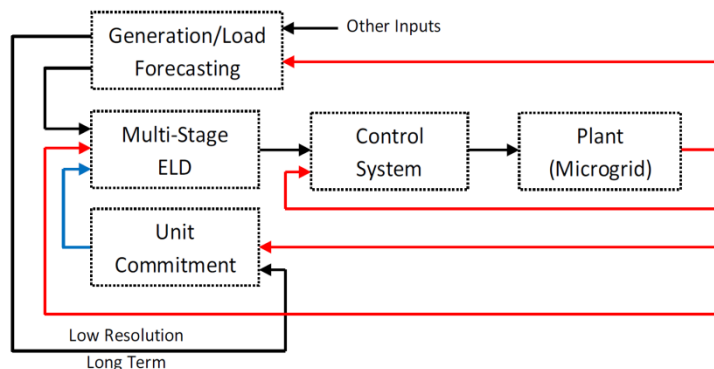 Generation/Load
Forecasting
Other Inputs
Multi-Stage
ELD
Control
System
Plant
(Microgrid)
Unit
Commitment
Low Resolution
Long Term